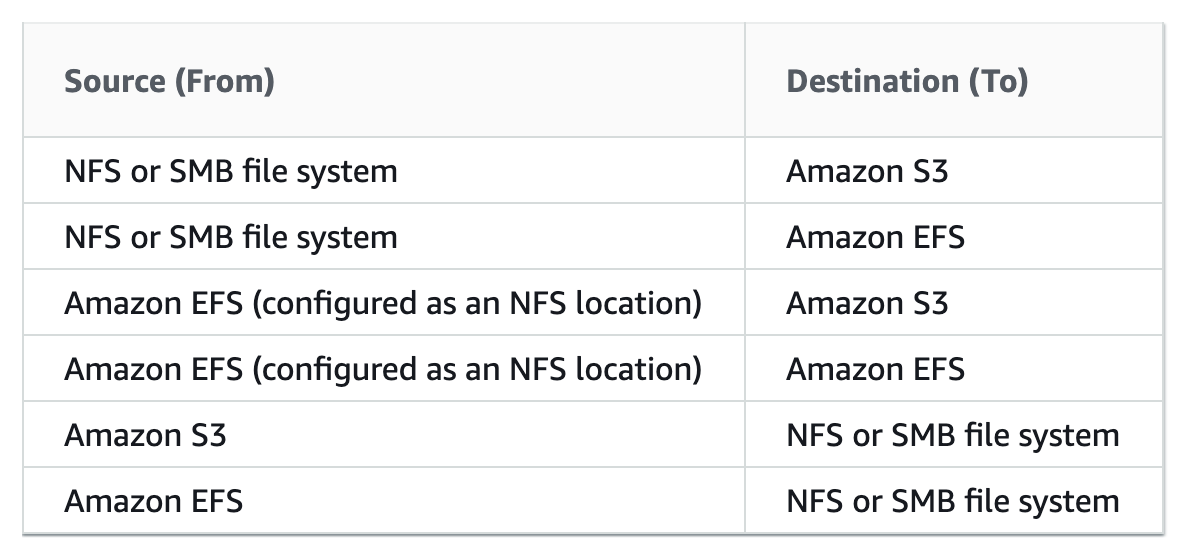 Source (From) Destination (To)
NFS or SMB file system Amazon S3
NFS or SMB file system Amazon EFS
Amazon EFS (configured as an NFS location) Amazon S3
Amazon EFS (configured as an NFS location) Amazon EFS
Amazon S3 NFS or SMB file system
Amazon EFS NFS or SMB file system